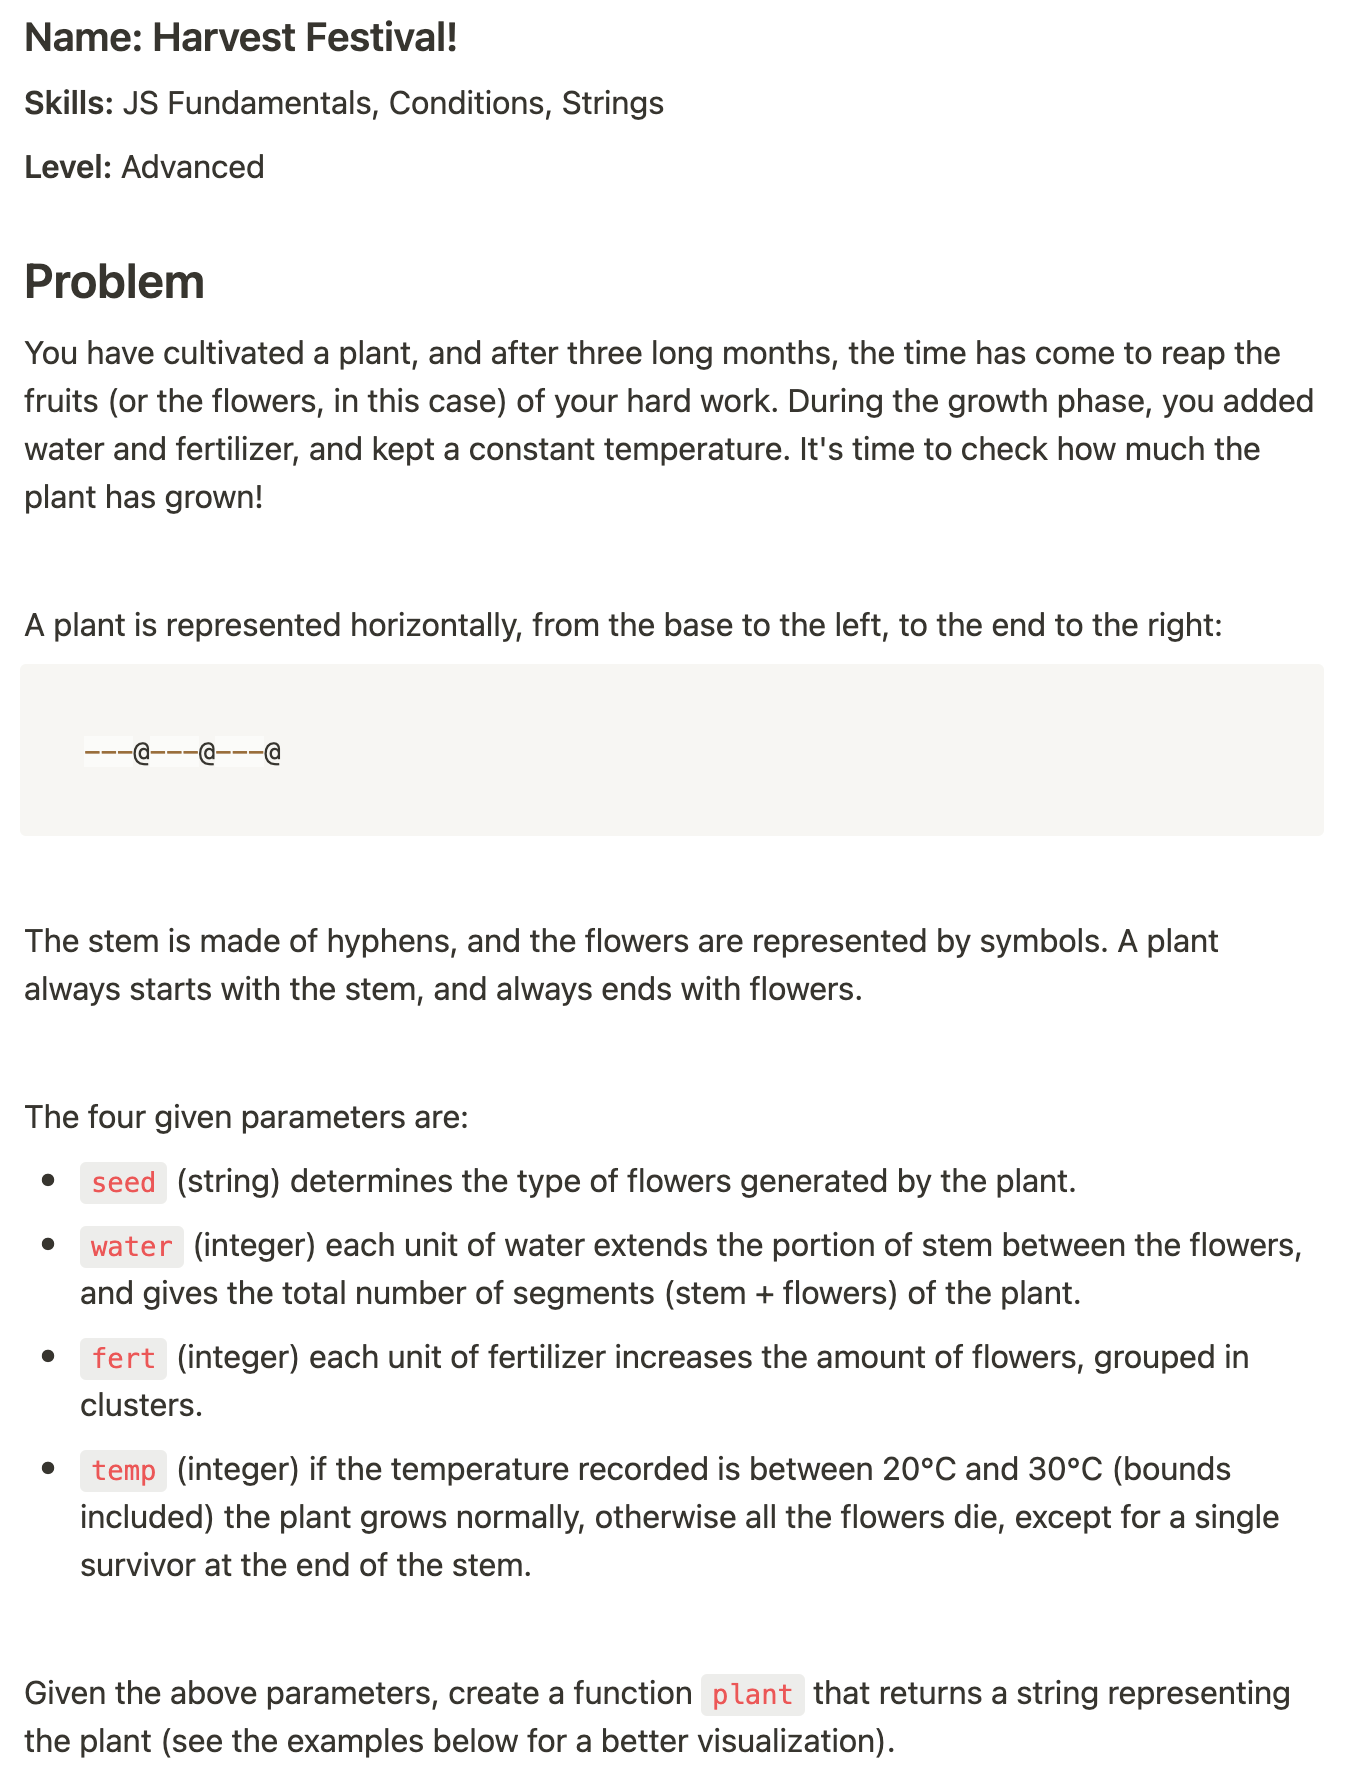 Name: Harvest Festival!
Skills: JS Fundamentals, Conditions, Strings
Level: Advanced
Problem
You have cultivated a plant, and after three long months, the time has come to reap the
fruits (or the flowers, in this case) of your hard work. During the growth phase, you added
water and fertilizer, and kept a constant temperature. It's time to check how much the
plant has grown!
A plant is represented horizontally, from the base to the left, to the end to the right:
---@---@---@
The stem is made of hyphens, and the flowers are represented by symbols. A plant
always starts with the stem, and always ends with flowers.
The four given parameters are:
• seed (string) determines the type of flowers generated by the plant.
• water (integer) each unit of water extends the portion of stem between the flowers,
and gives the total number of segments (stem + flowers) of the plant.
• fert (integer) each unit of fertilizer increases the amount of flowers, grouped in
clusters.
• temp (integer) if the temperature recorded is between 20°C and 30°C (bounds
included) the plant grows normally, otherwise all the flowers die, except for a single
survivor at the end of the stem.
Given the above parameters, create a function plant that returns a string representing
the plant (see the examples below for a better visualization).